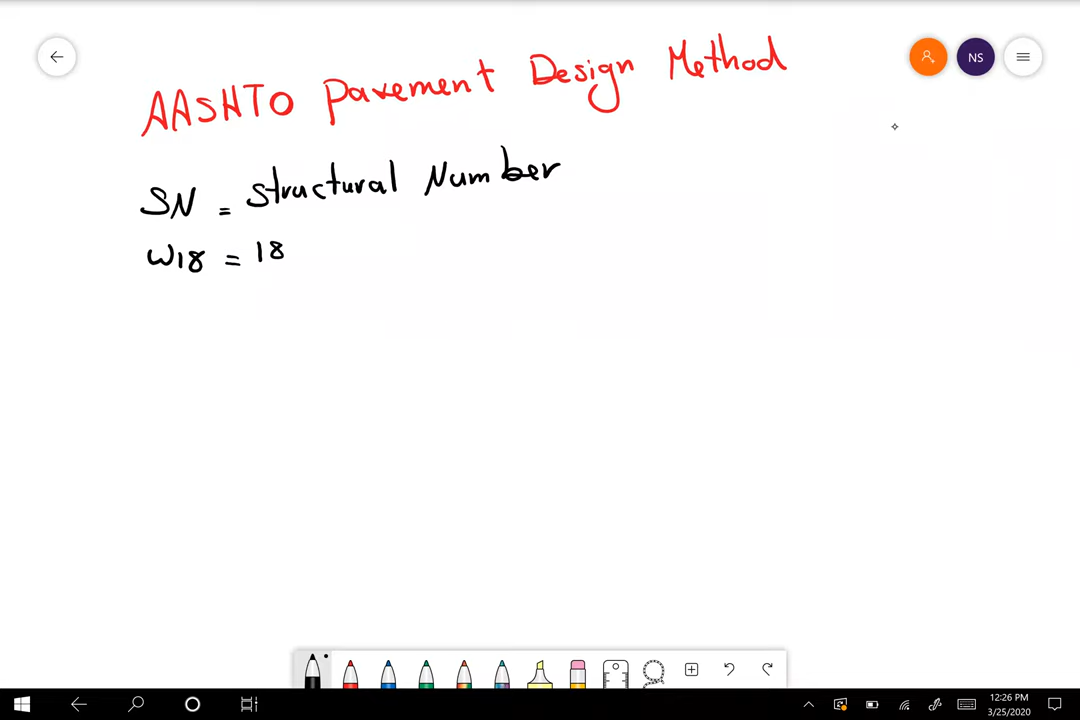 AASHTO Pavement Design Method
NS
SN = Structural Number
W18 = 18
12:26 PM
3/25/2020